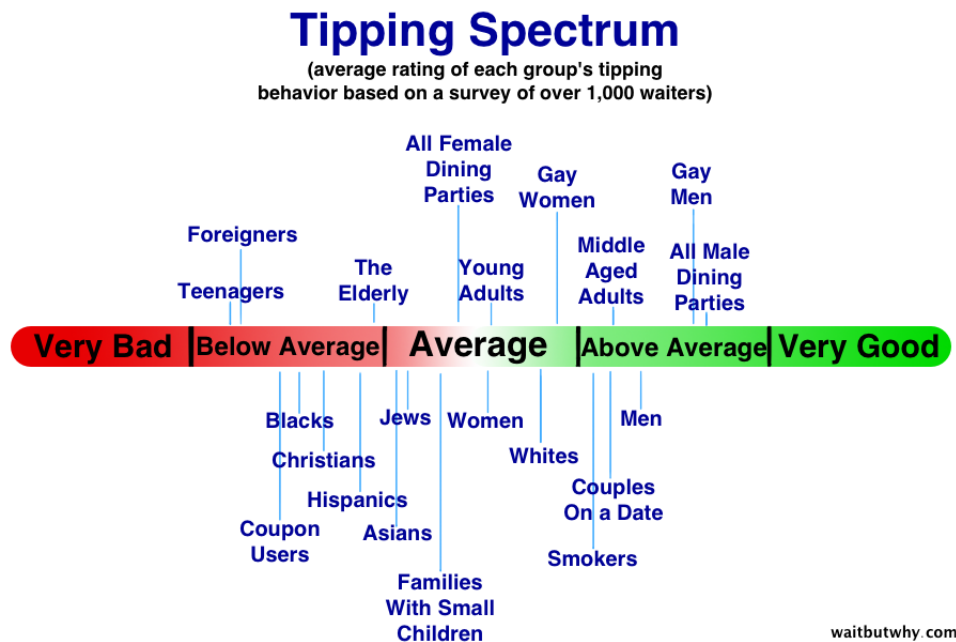 Tipping Spectrum
(average rating of each group's tipping
behavior based on a survey of over 1,000 waiters)
All Female
Dining
Parties
Gay
Women
Gay
Men
Foreigners
Middle
Aged
Adults
All Male
Dining
Parties
Teenagers
The
Elderly
Young
Adults
Very Bad
Below Average
Average
Above Average
Very Good
Blacks
Jews
Women
Men
Christians
Whites
Hispanics
Couples
On a Date
Coupon
Users
Asians
Smokers
Families
With Small
Children
waitbutwhy.com